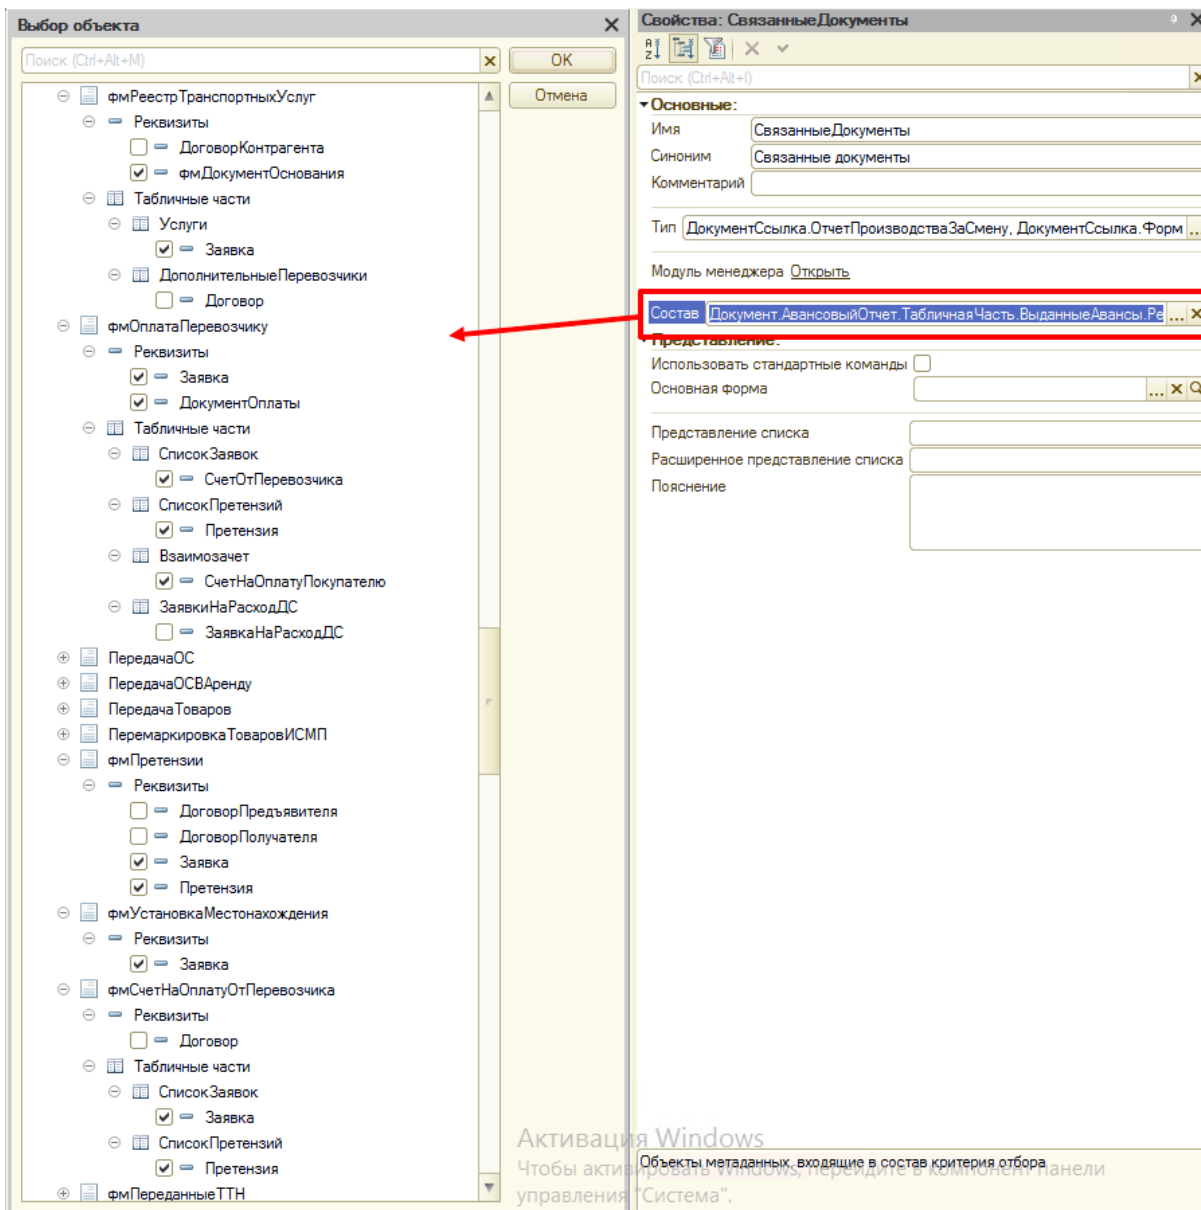 Выбор объекта
Поиск (Ctrl+Alt+M)
OK
Отмена
фмРеестрТранспортныхУслуг
Реквизиты
ДоговорКонтрагента
фмДокументОснования
Табличные части
Услуги
Заявка
ДополнительныеПеревозчики
Договор
фмОплатаПеревозчику
Реквизиты
Заявка
ДокументОплаты
Табличные части
СписокЗаявок
СчетОтПеревозчика
СписокПретензий
Претензия
Взаимозачет
СчетНаОплатуПокупателю
ЗаявкиНаРасходДС
ЗаявкаНаРасходДС
ПередачаОС
ПередачаОСВАренду
ПередачаТоваров
ПеремаркировкаТоваровИСМП
фмПретензии
Реквизиты
ДоговорПредъявителя
ДоговорПолучателя
Заявка
Претензия
фмУстановкаМестонахождения
Реквизиты
Заявка
фмСчетНаОплатуОтПеревозчика
Реквизиты
Договор
Табличные части
СписокЗаявок
Заявка
СписокПретензий
Претензия
фмПереданныеТТН
Свойства: СвязанныеДокументы
Поиск (Ctrl+Alt+I)
Основные:
Имя СвязанныеДокументы
Синоним Связанные документы
Комментарий
Тип ДокументСсылка.ОтчетПроизводстваЗаСмену, ДокументСсылка.Форм ...
Модуль менеджера Открыть
Состав Документ.АвансовыйОтчет.ТабличнаяЧасть.ВыданныеАвансы.Ре ...
Представление:
Использовать стандартные команды
Основная форма ...
Представление списка
Расширенное представление списка
Пояснение
Активация Windows
Чтобы активировать Windows, перейдите в компонент панели
управления "Система".
Объекты метаданных, входящие в состав критерия отбора